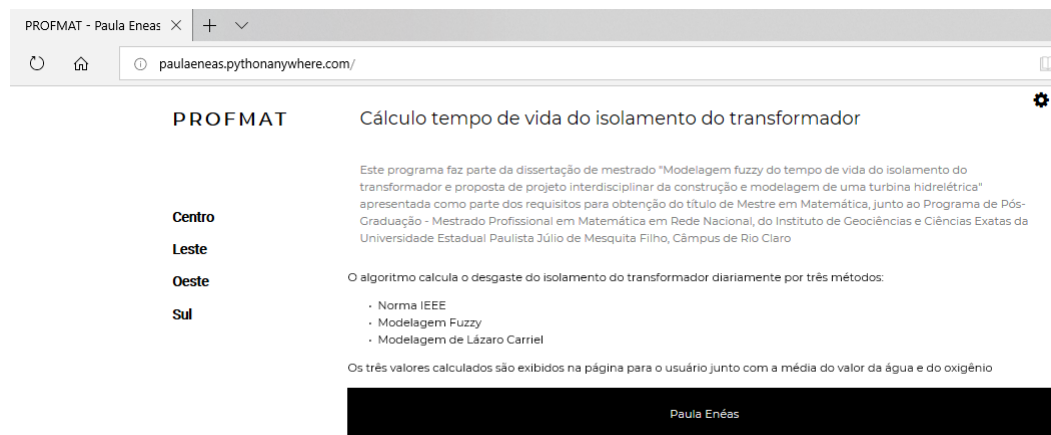 PROFMAT - Paula Eneas
paulaeneas.pythonanywhere.com/
PROFMAT
Cálculo tempo de vida do isolamento do transformador
Este programa faz parte da dissertação de mestrado "Modelagem fuzzy do tempo de vida do isolamento do
transformador e proposta de projeto interdisciplinar da construção e modelagem de uma turbina hidrelétrica"
apresentada como parte dos requisitos para obtenção do título de Mestre em Matemática, junto ao Programa de Pós-
Graduação - Mestrado Profissional em Matemática em Rede Nacional, do Instituto de Geociências e Ciências Exatas da
Universidade Estadual Paulista Júlio de Mesquita Filho, Câmpus de Rio Claro
Centro
Leste
Oeste
Sul
O algoritmo calcula o desgaste do isolamento do transformador diariamente por três métodos:
• Norma IEEE
• Modelagem Fuzzy
• Modelagem de Lázaro Carriel
Os três valores calculados são exibidos na página para o usuário junto com a média do valor da água e do oxigênio
Paula Enéas